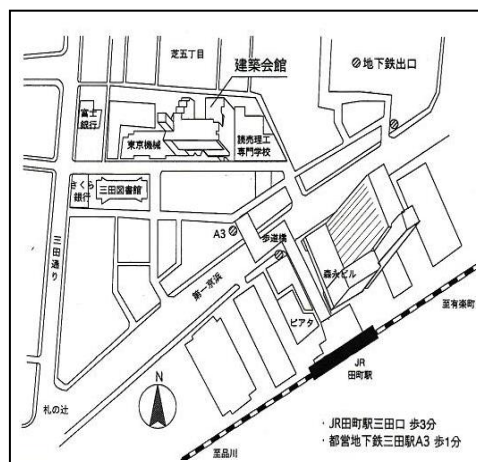 芝五丁目
建築会館
地下鉄出口
富士
銀行
東京機械
読売理工
専門学校
さくら
銀行
三田図書館
A3
歩道橋
三田通り
第一京浜
森永ビル
ピアタ
至有楽町
JR
田町駅
N
札の辻
至品川
・JR田町駅三田口 歩3分
・都営地下鉄三田駅A3 歩1分